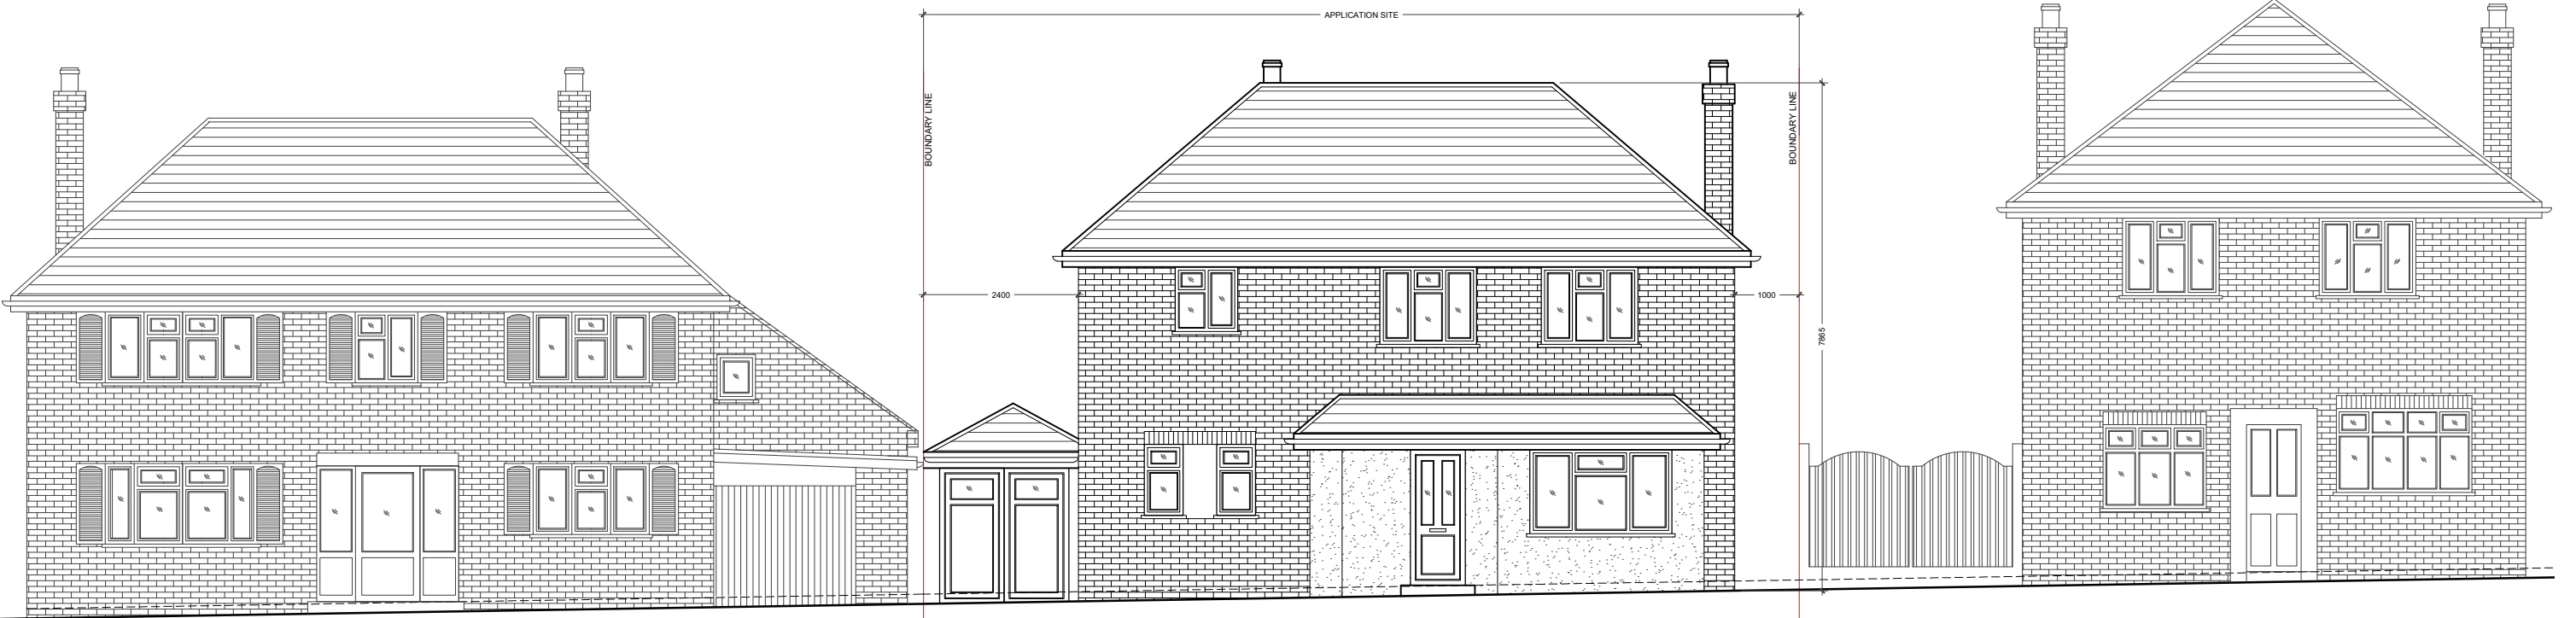 APPLICATION SITE
BOUNDARY LINE
BOUNDARY LINE
2400
1000
7865